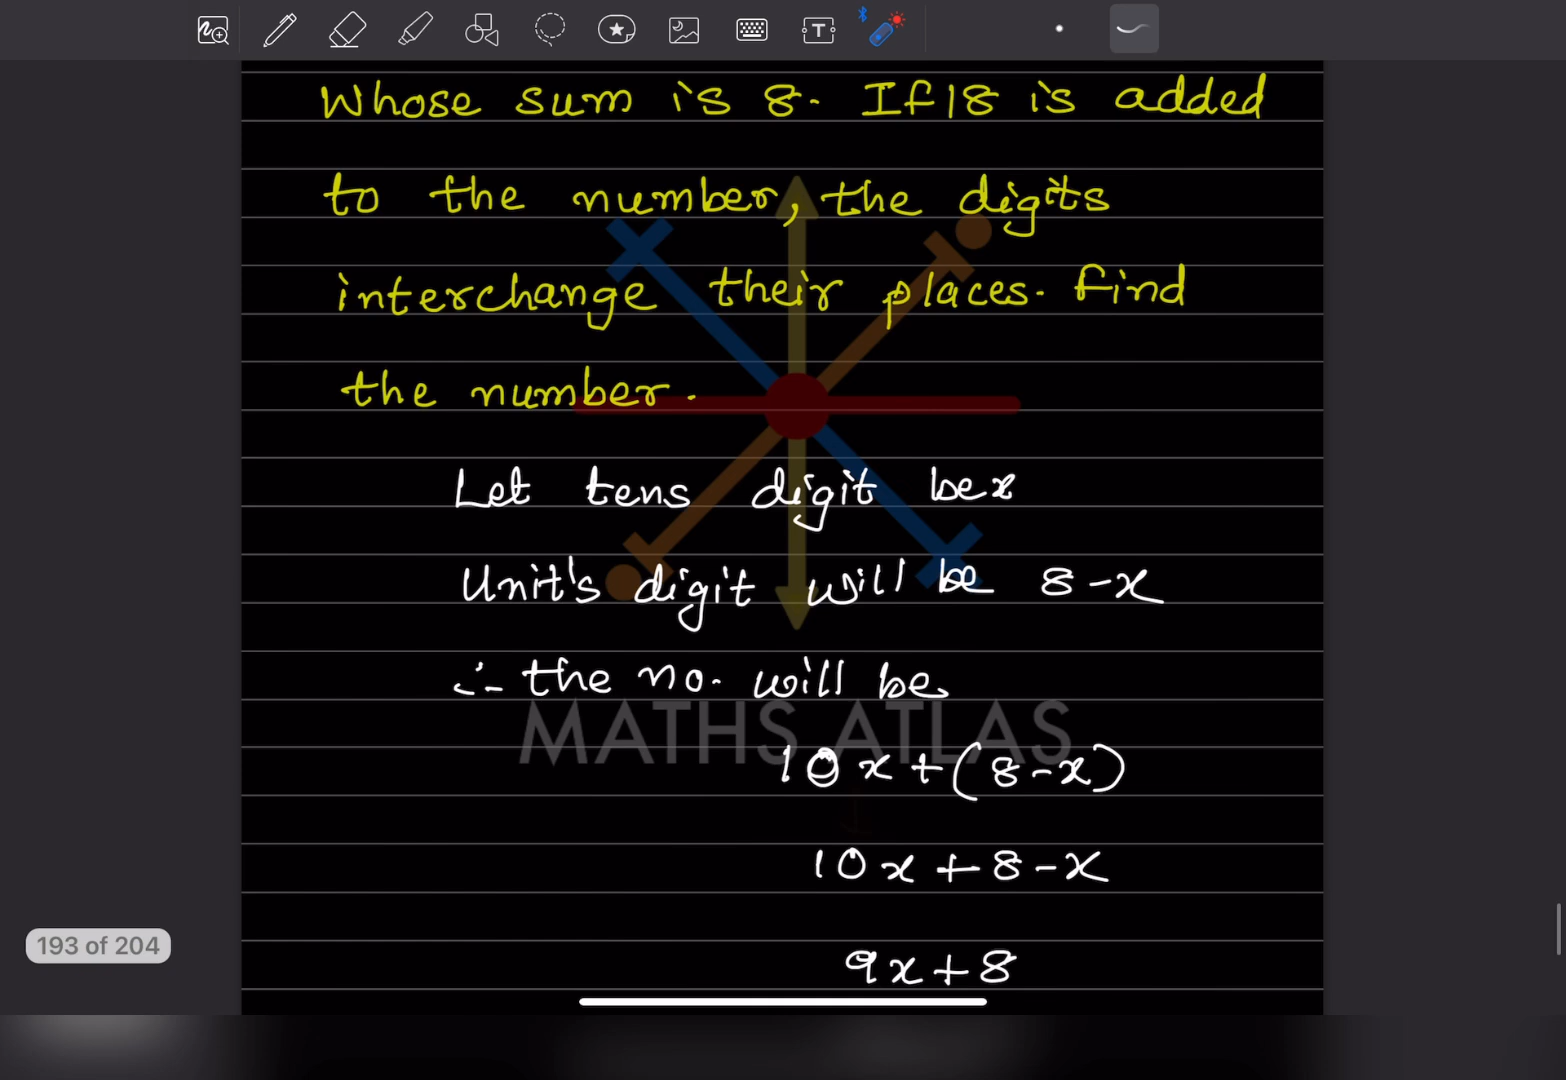 Whose sum is 8. If 18 is added
to the number, the digits
interchange their places. find
the number.
Let tens digit be x
Unit's digit will be 8-x
∴ the no. will be
MATHS ATLAS
10x+(8-x)
10x+8-x
9x+8
193 of 204